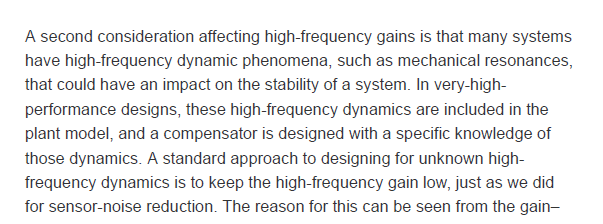 A second consideration affecting high-frequency gains is that many systems
have high-frequency dynamic phenomena, such as mechanical resonances,
that could have an impact on the stability of a system. In very-high-
performance designs, these high-frequency dynamics are included in the
plant model, and a compensator is designed with a specific knowledge of
those dynamics. A standard approach to designing for unknown high-
frequency dynamics is to keep the high-frequency gain low, just as we did
for sensor-noise reduction. The reason for this can be seen from the gain–